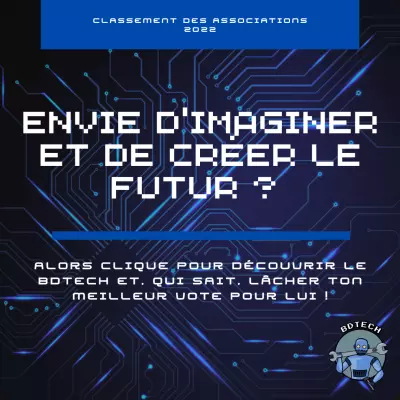 CLASSEMENT DES ASSOCIATIONS
2022
ENVIE D'IMAGINER
ET DE CRÉER LE
FUTUR ?
ALORS CLIQUE POUR DÉCOUVRIR LE
BDTECH ET, QUI SAIT, LÂCHER TON
MEILLEUR VOTE POUR LUI !
BDTECH